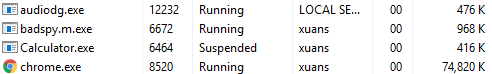 audiodg.exe 12232 Running LOCAL SE... 00 476 K
badspy.m.exe 6672 Running xuans 00 968 K
Calculator.exe 6464 Suspended xuans 00 416 K
chrome.exe 8520 Running xuans 00 74,820 K